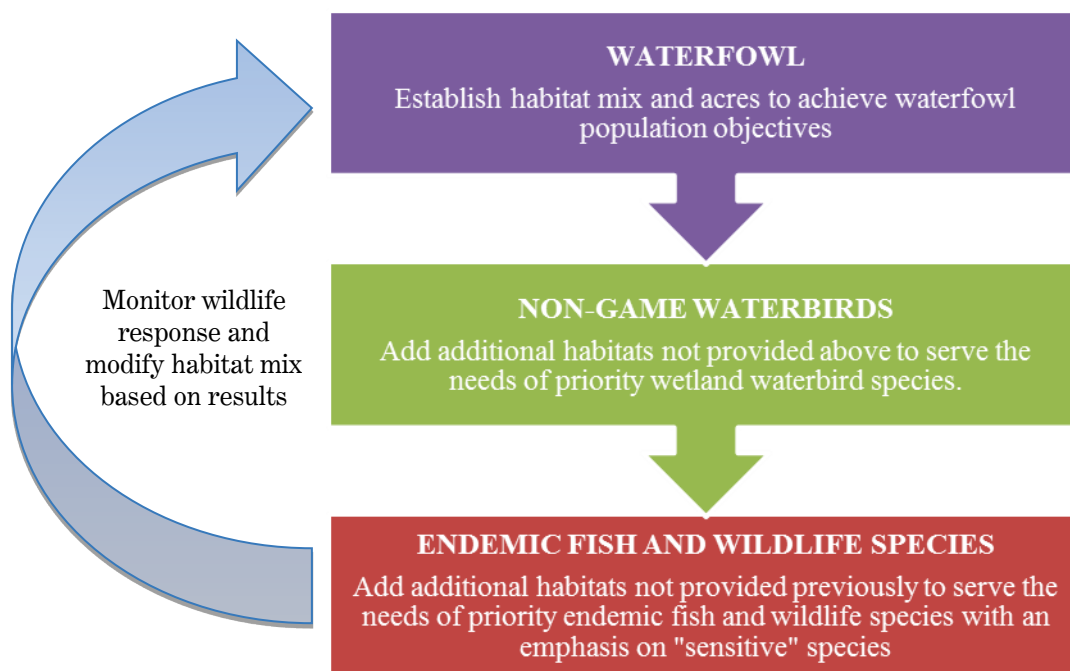 WATERFOWL
Establish habitat mix and acres to achieve waterfowl
population objectives
Monitor wildlife
response and
modify habitat mix
based on results
NON-GAME WATERBIRDS
Add additional habitats not provided above to serve the
needs of priority wetland waterbird species.
ENDEMIC FISH AND WILDLIFE SPECIES
Add additional habitats not provided previously to serve the
needs of priority endemic fish and wildlife species with an
emphasis on "sensitive" species